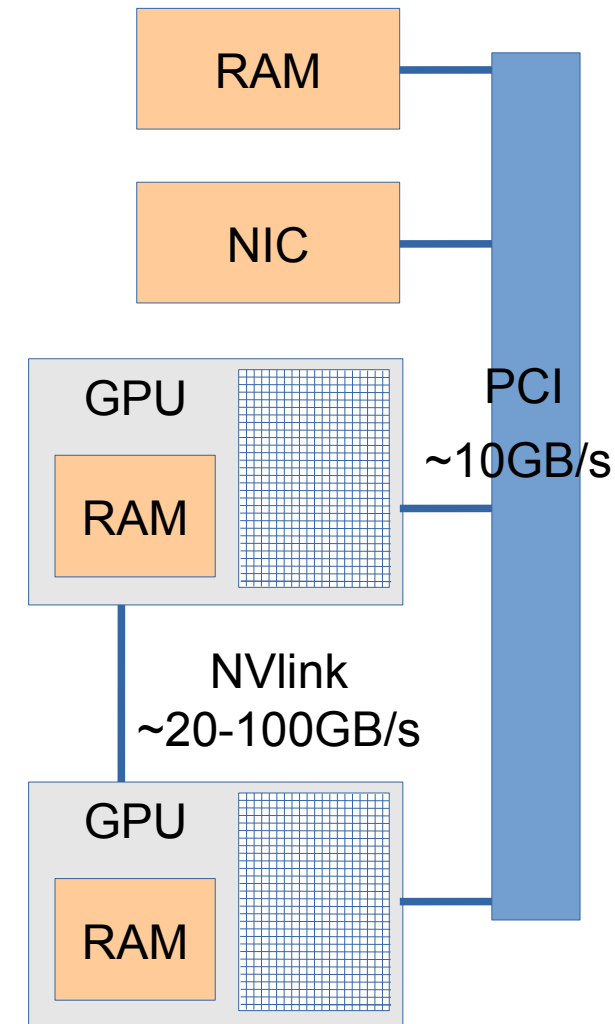 RAM
NIC
GPU
RAM
PCI
~10GB/s
NVlink
~20-100GB/s
GPU
RAM